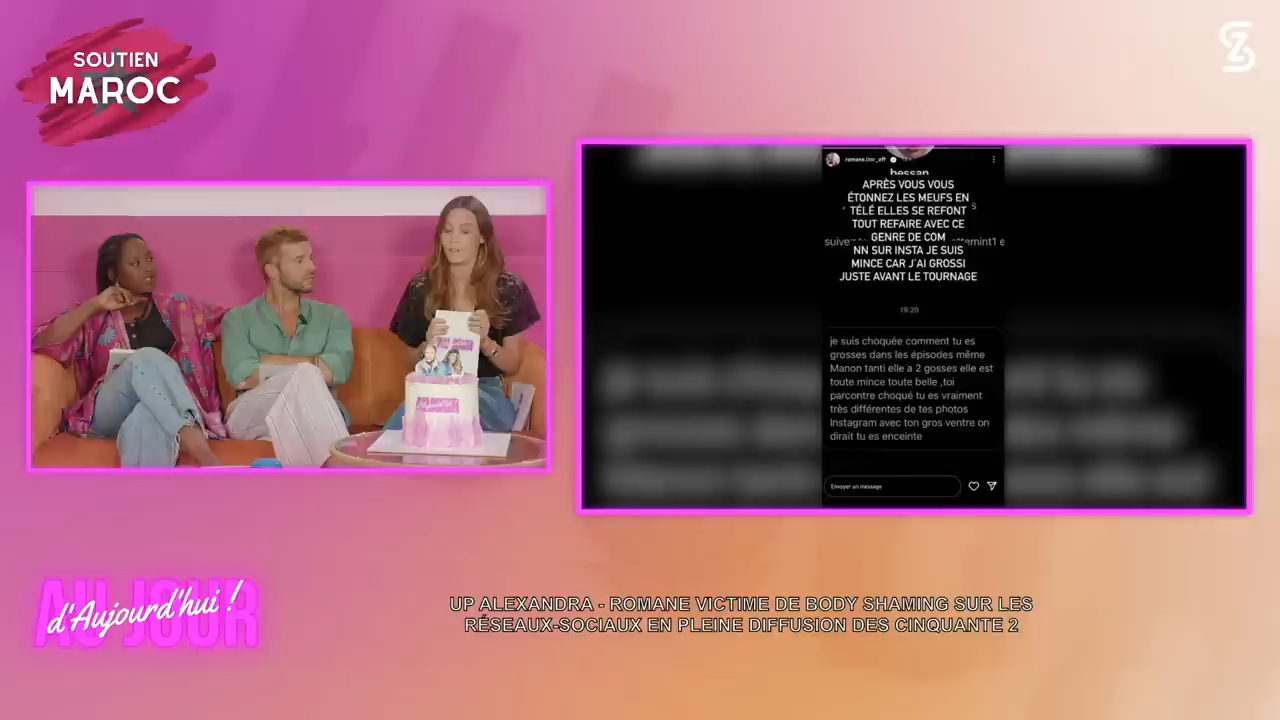 SOUTIEN
MAROC
romane.lmr_off
bessan
APRÈS VOUS VOUS
ÉTONNEZ LES MEUFS EN
TÉLÉ ELLES SE REFONT
TOUT REFAIRE AVEC CE
GENRE DE COM
NN SUR INSTA JE SUIS
MINCE CAR J'AI GROSSI
JUSTE AVANT LE TOURNAGE
19:20
je suis choquée comment tu es
grosses dans les épisodes même
Manon tanti elle a 2 gosses elle est
toute mince toute belle ,toi
parcontre choqué tu es vraiment
très différentes de tes photos
Instagram avec ton gros ventre on
dirait tu es enceinte
Envoyer un message
AUJOUR
d'Aujourd'hui !
UP ALEXANDRA - ROMANE VICTIME DE BODY SHAMING SUR LES
RÉSEAUX-SOCIAUX EN PLEINE DIFFUSION DES CINQUANTE 2